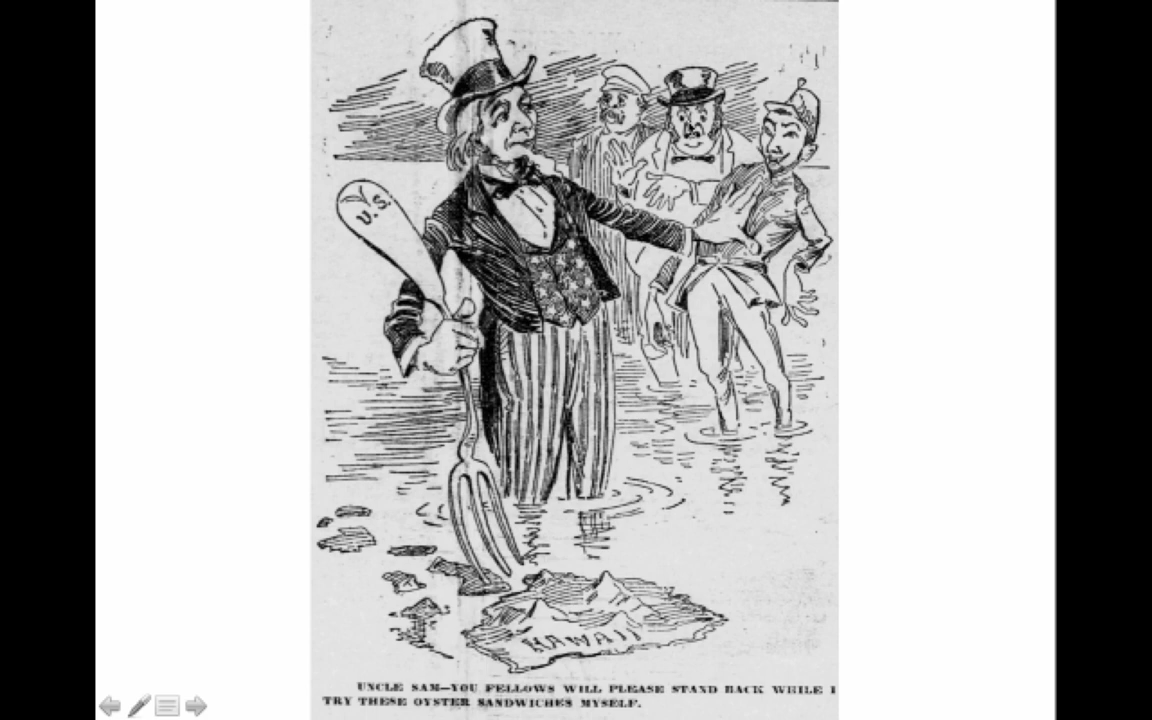 U.S.
HAWAII
UNCLE SAM—YOU FELLOWS WILL PLEASE STAND BACK WHILE I
TRY THESE OYSTER SANDWICHES MYSELF.